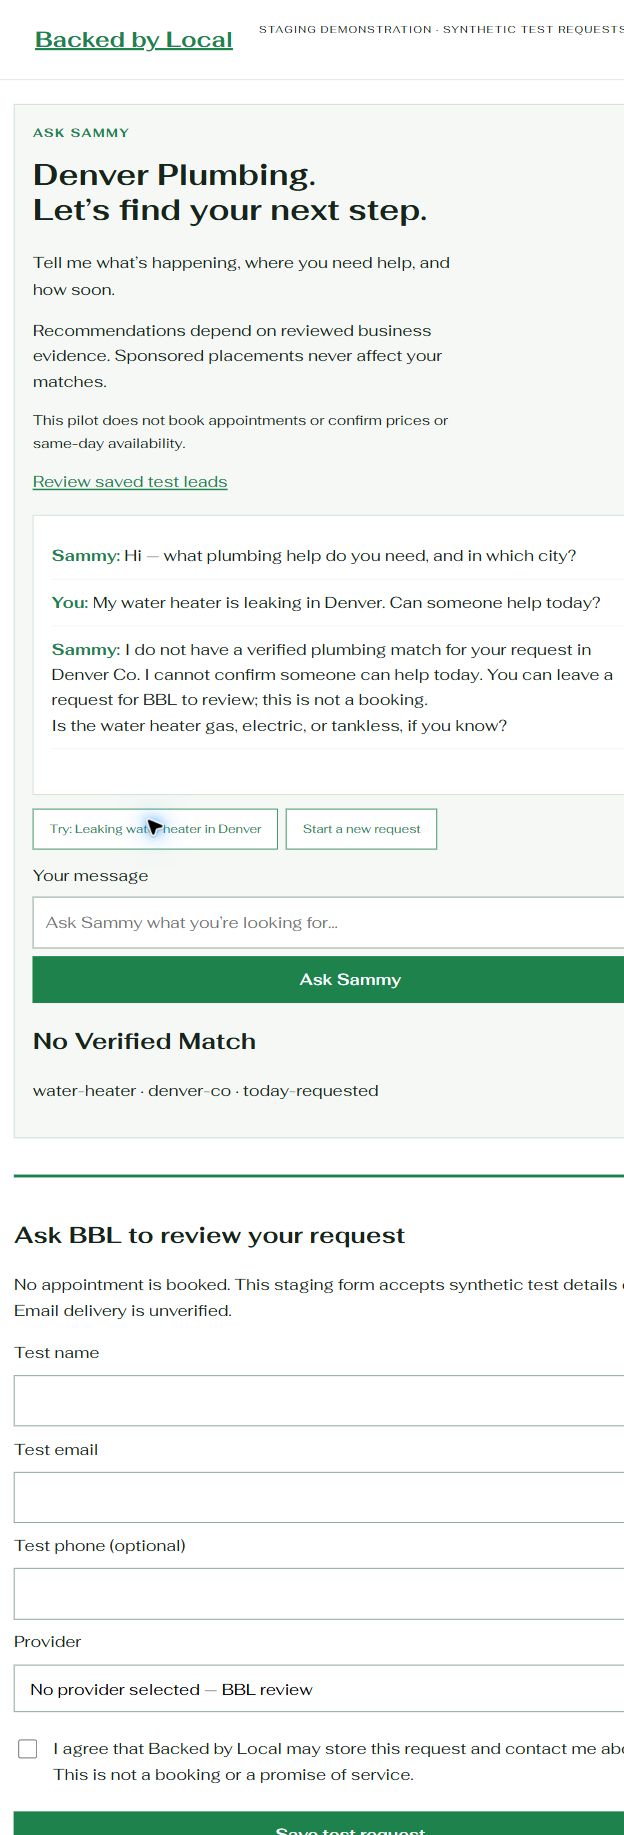 Backed by Local
STAGING DEMONSTRATION · SYNTHETIC TEST REQUESTS
ASK SAMMY
Denver Plumbing.
Let's find your next step.
Tell me what's happening, where you need help, and
how soon.
Recommendations depend on reviewed business
evidence. Sponsored placements never affect your
matches.
This pilot does not book appointments or confirm prices or
same-day availability.
Review saved test leads
Sammy: Hi — what plumbing help do you need, and in which city?
You: My water heater is leaking in Denver. Can someone help today?
Sammy: I do not have a verified plumbing match for your request in
Denver Co. I cannot confirm someone can help today. You can leave a
request for BBL to review; this is not a booking.
Is the water heater gas, electric, or tankless, if you know?
Try: Leaking water heater in Denver
Start a new request
Your message
Ask Sammy what you're looking for...
Ask Sammy
No Verified Match
water-heater · denver-co · today-requested
Ask BBL to review your request
No appointment is booked. This staging form accepts synthetic test details
Email delivery is unverified.
Test name
Test email
Test phone (optional)
Provider
No provider selected — BBL review
I agree that Backed by Local may store this request and contact me
This is not a booking or a promise of service.
Save test request